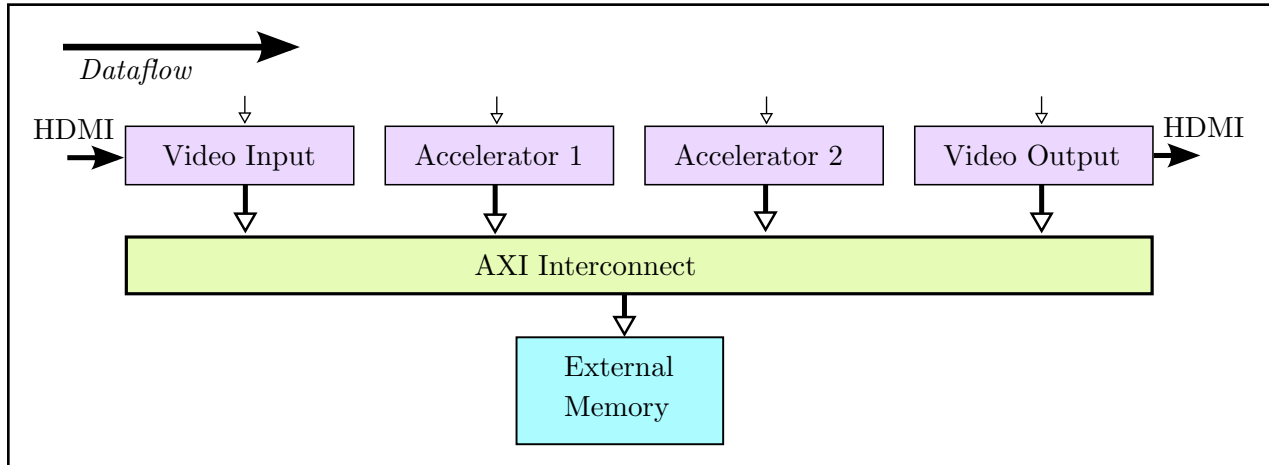 Dataflow
HDMI
Video Input
Accelerator 1
Accelerator 2
Video Output
HDMI
AXI Interconnect
External
Memory